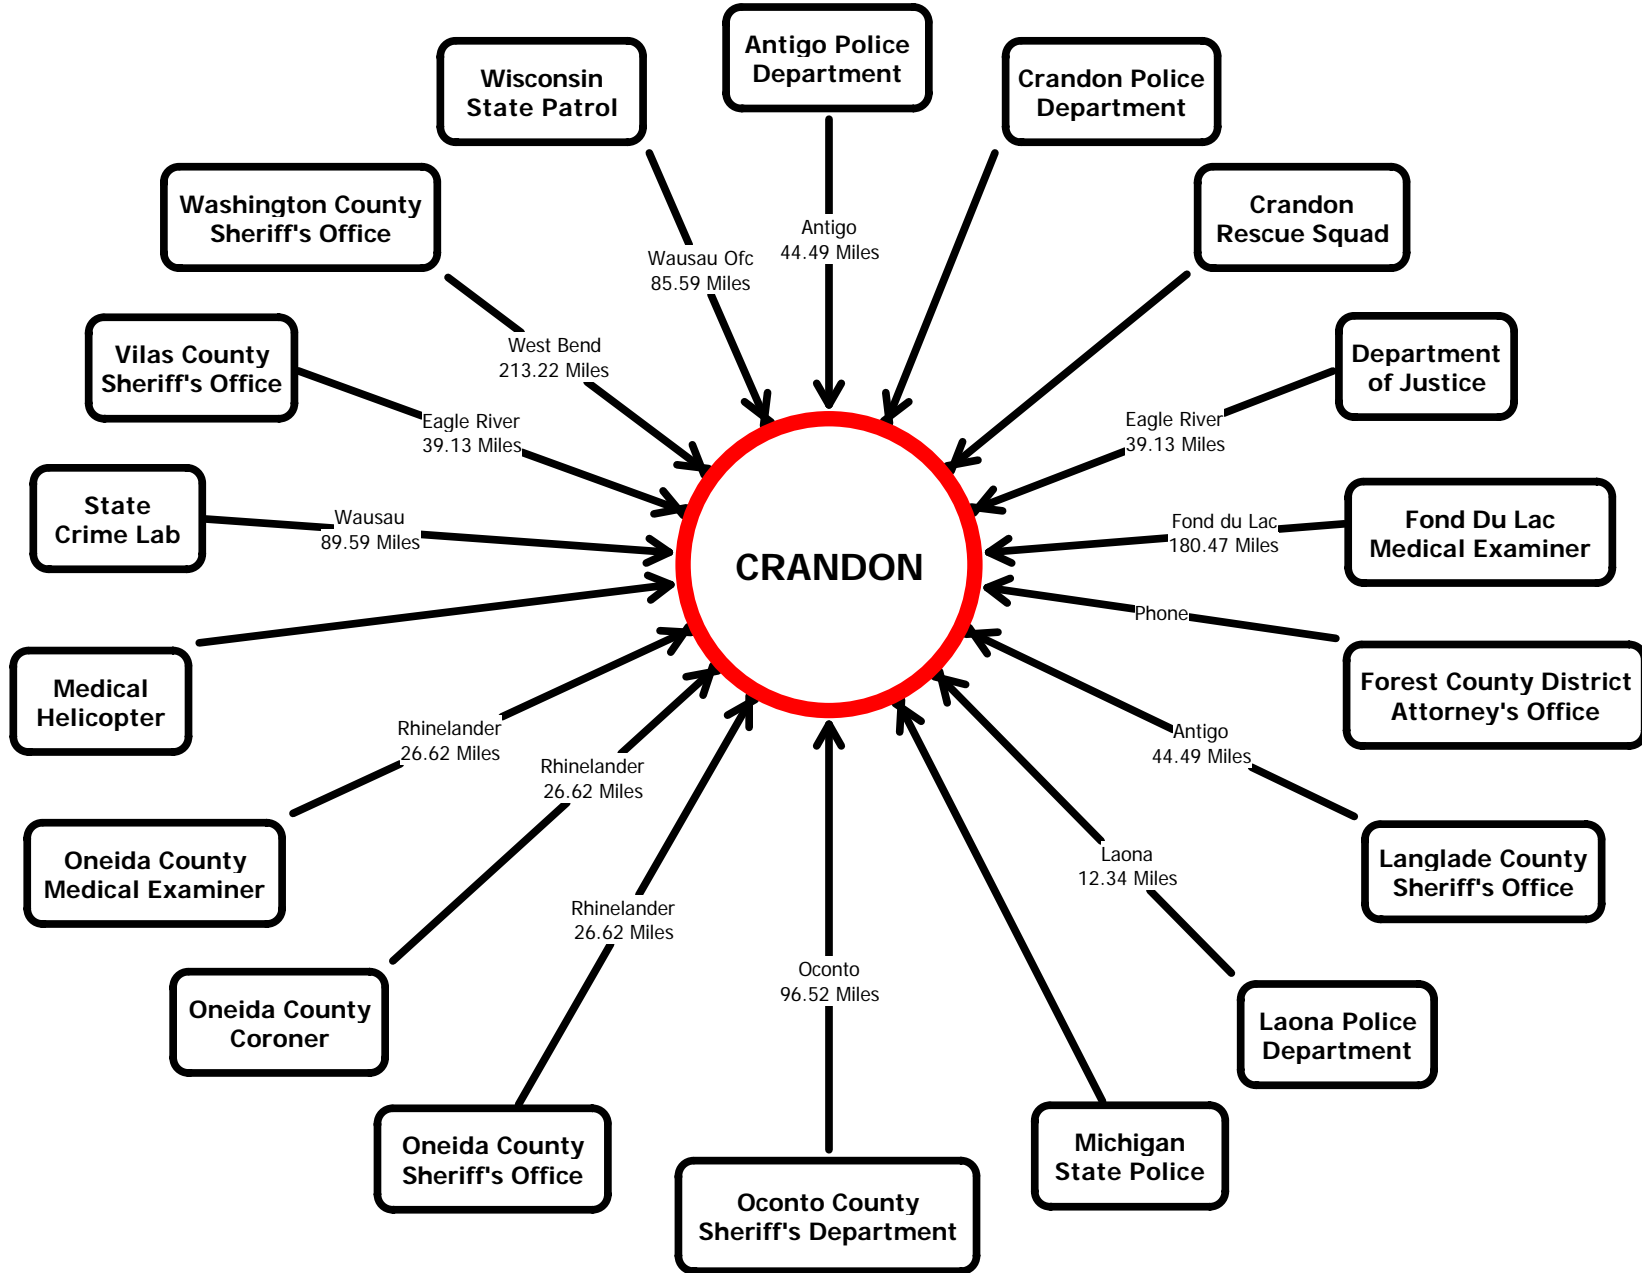 Antigo Police
Department
Wisconsin
State Patrol
Crandon Police
Department
Washington County
Sheriff's Office
Crandon
Rescue Squad
Antigo
44.49 Miles
Wausau Ofc
85.59 Miles
Vilas County
Sheriff's Office
West Bend
213.22 Miles
Department
of Justice
Eagle River
39.13 Miles
Eagle River
39.13 Miles
State
Crime Lab
Wausau
89.59 Miles
CRANDON
Fond du Lac
180.47 Miles
Fond Du Lac
Medical Examiner
Phone
Medical
Helicopter
Forest County District
Attorney's Office
Rhinelander
26.62 Miles
Antigo
44.49 Miles
Rhinelander
26.62 Miles
Oneida County
Medical Examiner
Laona
12.34 Miles
Langlade County
Sheriff's Office
Rhinelander
26.62 Miles
Oconto
96.52 Miles
Oneida County
Coroner
Laona Police
Department
Oneida County
Sheriff's Office
Michigan
State Police
Oconto County
Sheriff's Department